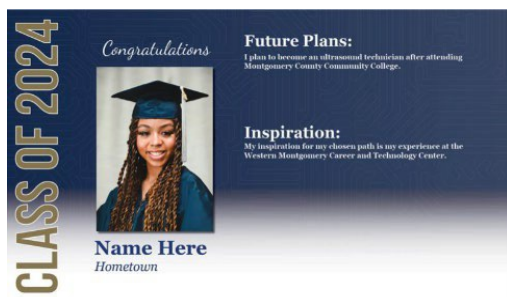 CLASS OF 2024
Congratulations
Name Here
Hometown
Future Plans:
I plan to become an ultrasound technician after attending
Montgomery County Community College.
Inspiration:
My inspiration for my chosen path is my experience at the
Western Montgomery Career and Technology Center.